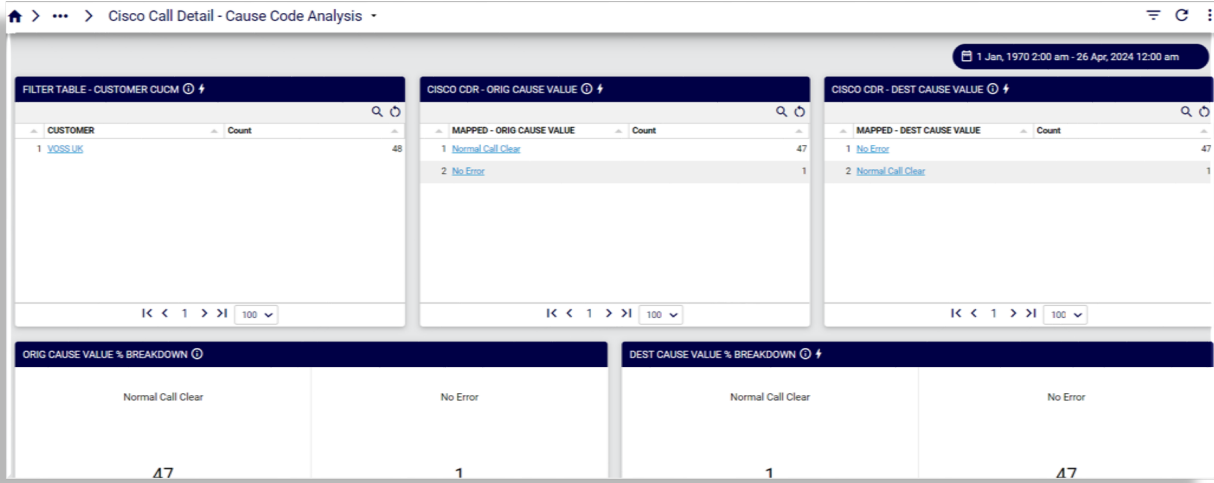 Cisco Call Detail - Cause Code Analysis
1 Jan, 1970 2:00 am - 26 Apr, 2024 12:00 am
FILTER TABLE - CUSTOMER CUCM
CUSTOMER Count
1 VOSS UK 48
1 100
CISCO CDR - ORIG CAUSE VALUE
MAPPED - ORIG CAUSE VALUE Count
1 Normal Call Clear 47
2 No Error 1
1 100
CISCO CDR - DEST CAUSE VALUE
MAPPED - DEST CAUSE VALUE Count
1 No Error 47
2 Normal Call Clear 1
1 100
ORIG CAUSE VALUE % BREAKDOWN
Normal Call Clear No Error
47 1
DEST CAUSE VALUE % BREAKDOWN
Normal Call Clear No Error
1 47